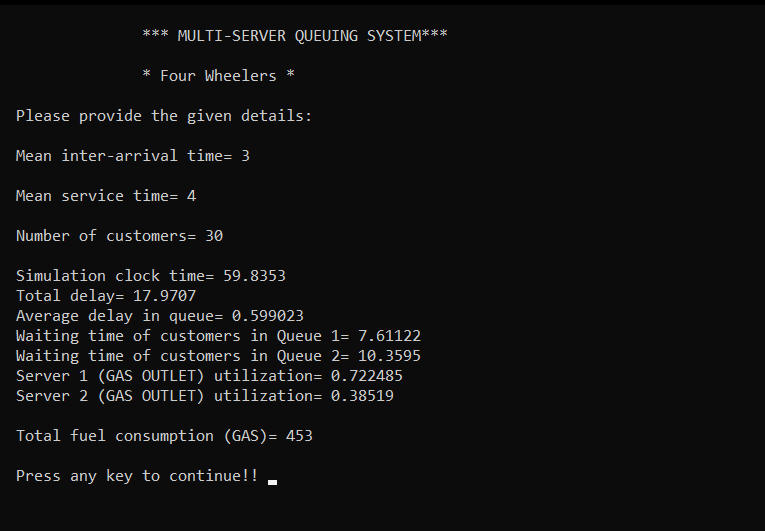 *** MULTI-SERVER QUEUING SYSTEM***
* Four Wheelers *
Please provide the given details:
Mean inter-arrival time= 3
Mean service time= 4
Number of customers= 30
Simulation clock time= 59.8353
Total delay= 17.9707
Average delay in queue= 0.599023
Waiting time of customers in Queue 1= 7.61122
Waiting time of customers in Queue 2= 10.3595
Server 1 (GAS OUTLET) utilization= 0.722485
Server 2 (GAS OUTLET) utilization= 0.38519
Total fuel consumption (GAS)= 453
Press any key to continue!!